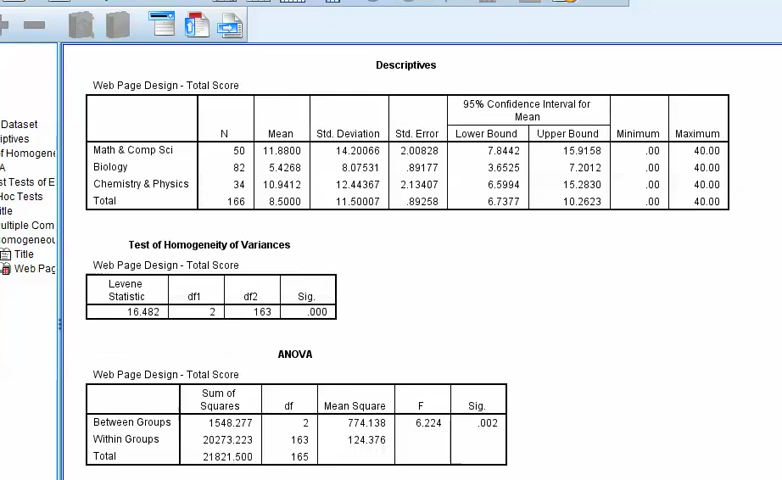 Descriptives
Web Page Design - Total Score
95% Confidence Interval for
Mean
N Mean Std. Deviation Std. Error Lower Bound Upper Bound Minimum Maximum
Math & Comp Sci 50 11.8800 14.20066 2.00828 7.8442 15.9158 .00 40.00
Biology 82 5.4268 8.07531 .89177 3.6525 7.2012 .00 40.00
Chemistry & Physics 34 10.9412 12.44367 2.13407 6.5994 15.2830 .00 40.00
Total 166 8.5000 11.50007 .89258 6.7377 10.2623 .00 40.00
Test of Homogeneity of Variances
Web Page Design - Total Score
Levene
Statistic df1 df2 Sig.
16.482 2 163 .000
ANOVA
Web Page Design - Total Score
Sum of
Squares df Mean Square F Sig.
Between Groups 1548.277 2 774.138 6.224 .002
Within Groups 20273.223 163 124.376
Total 21821.500 165
Dataset
iptives
f Homogene
A
st Tests of E
Hoc Tests
itle
ultiple Com
omogeneou
Title
Web Pag